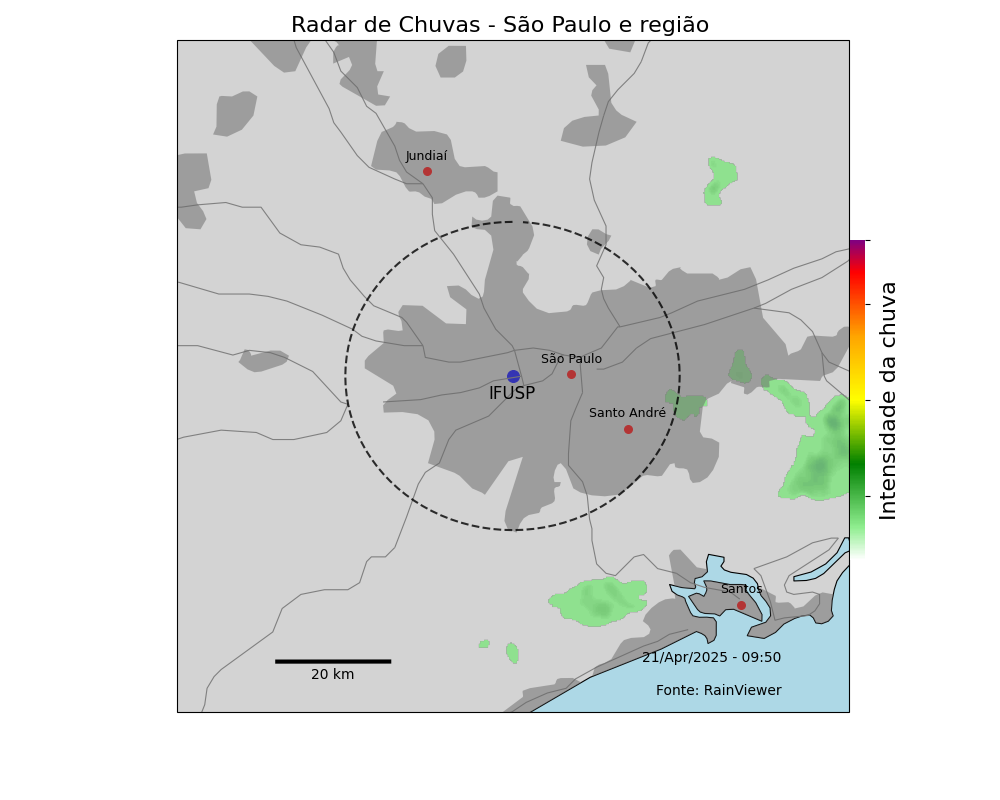 Radar de Chuvas - São Paulo e região
Jundiaí
São Paulo
IFUSP
Santo André
Intensidade da chuva
Santos
21/Apr/2025 - 09:50
20 km
Fonte: RainViewer